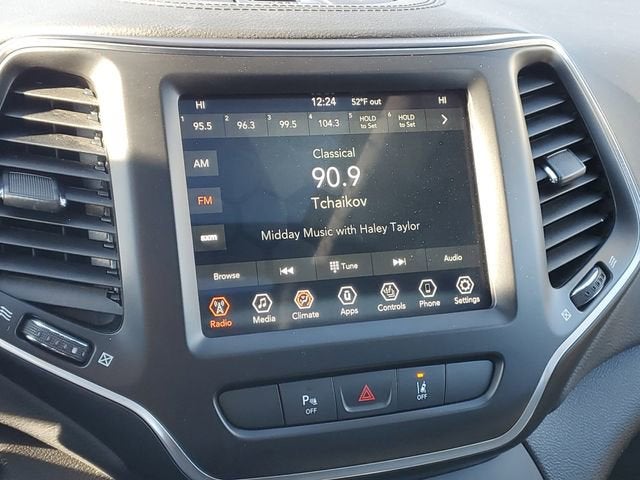 HI 12:24 52°F out HI
1 95.5 2 96.3 3 99.5 4 104.3 5 HOLD to Set 6 HOLD to Set
Classical
AM
90.9
FM
Tchaikov
Midday Music with Haley Taylor
Browse Tune Audio
Radio Media Climate Apps Controls Phone Settings
P OFF OFF